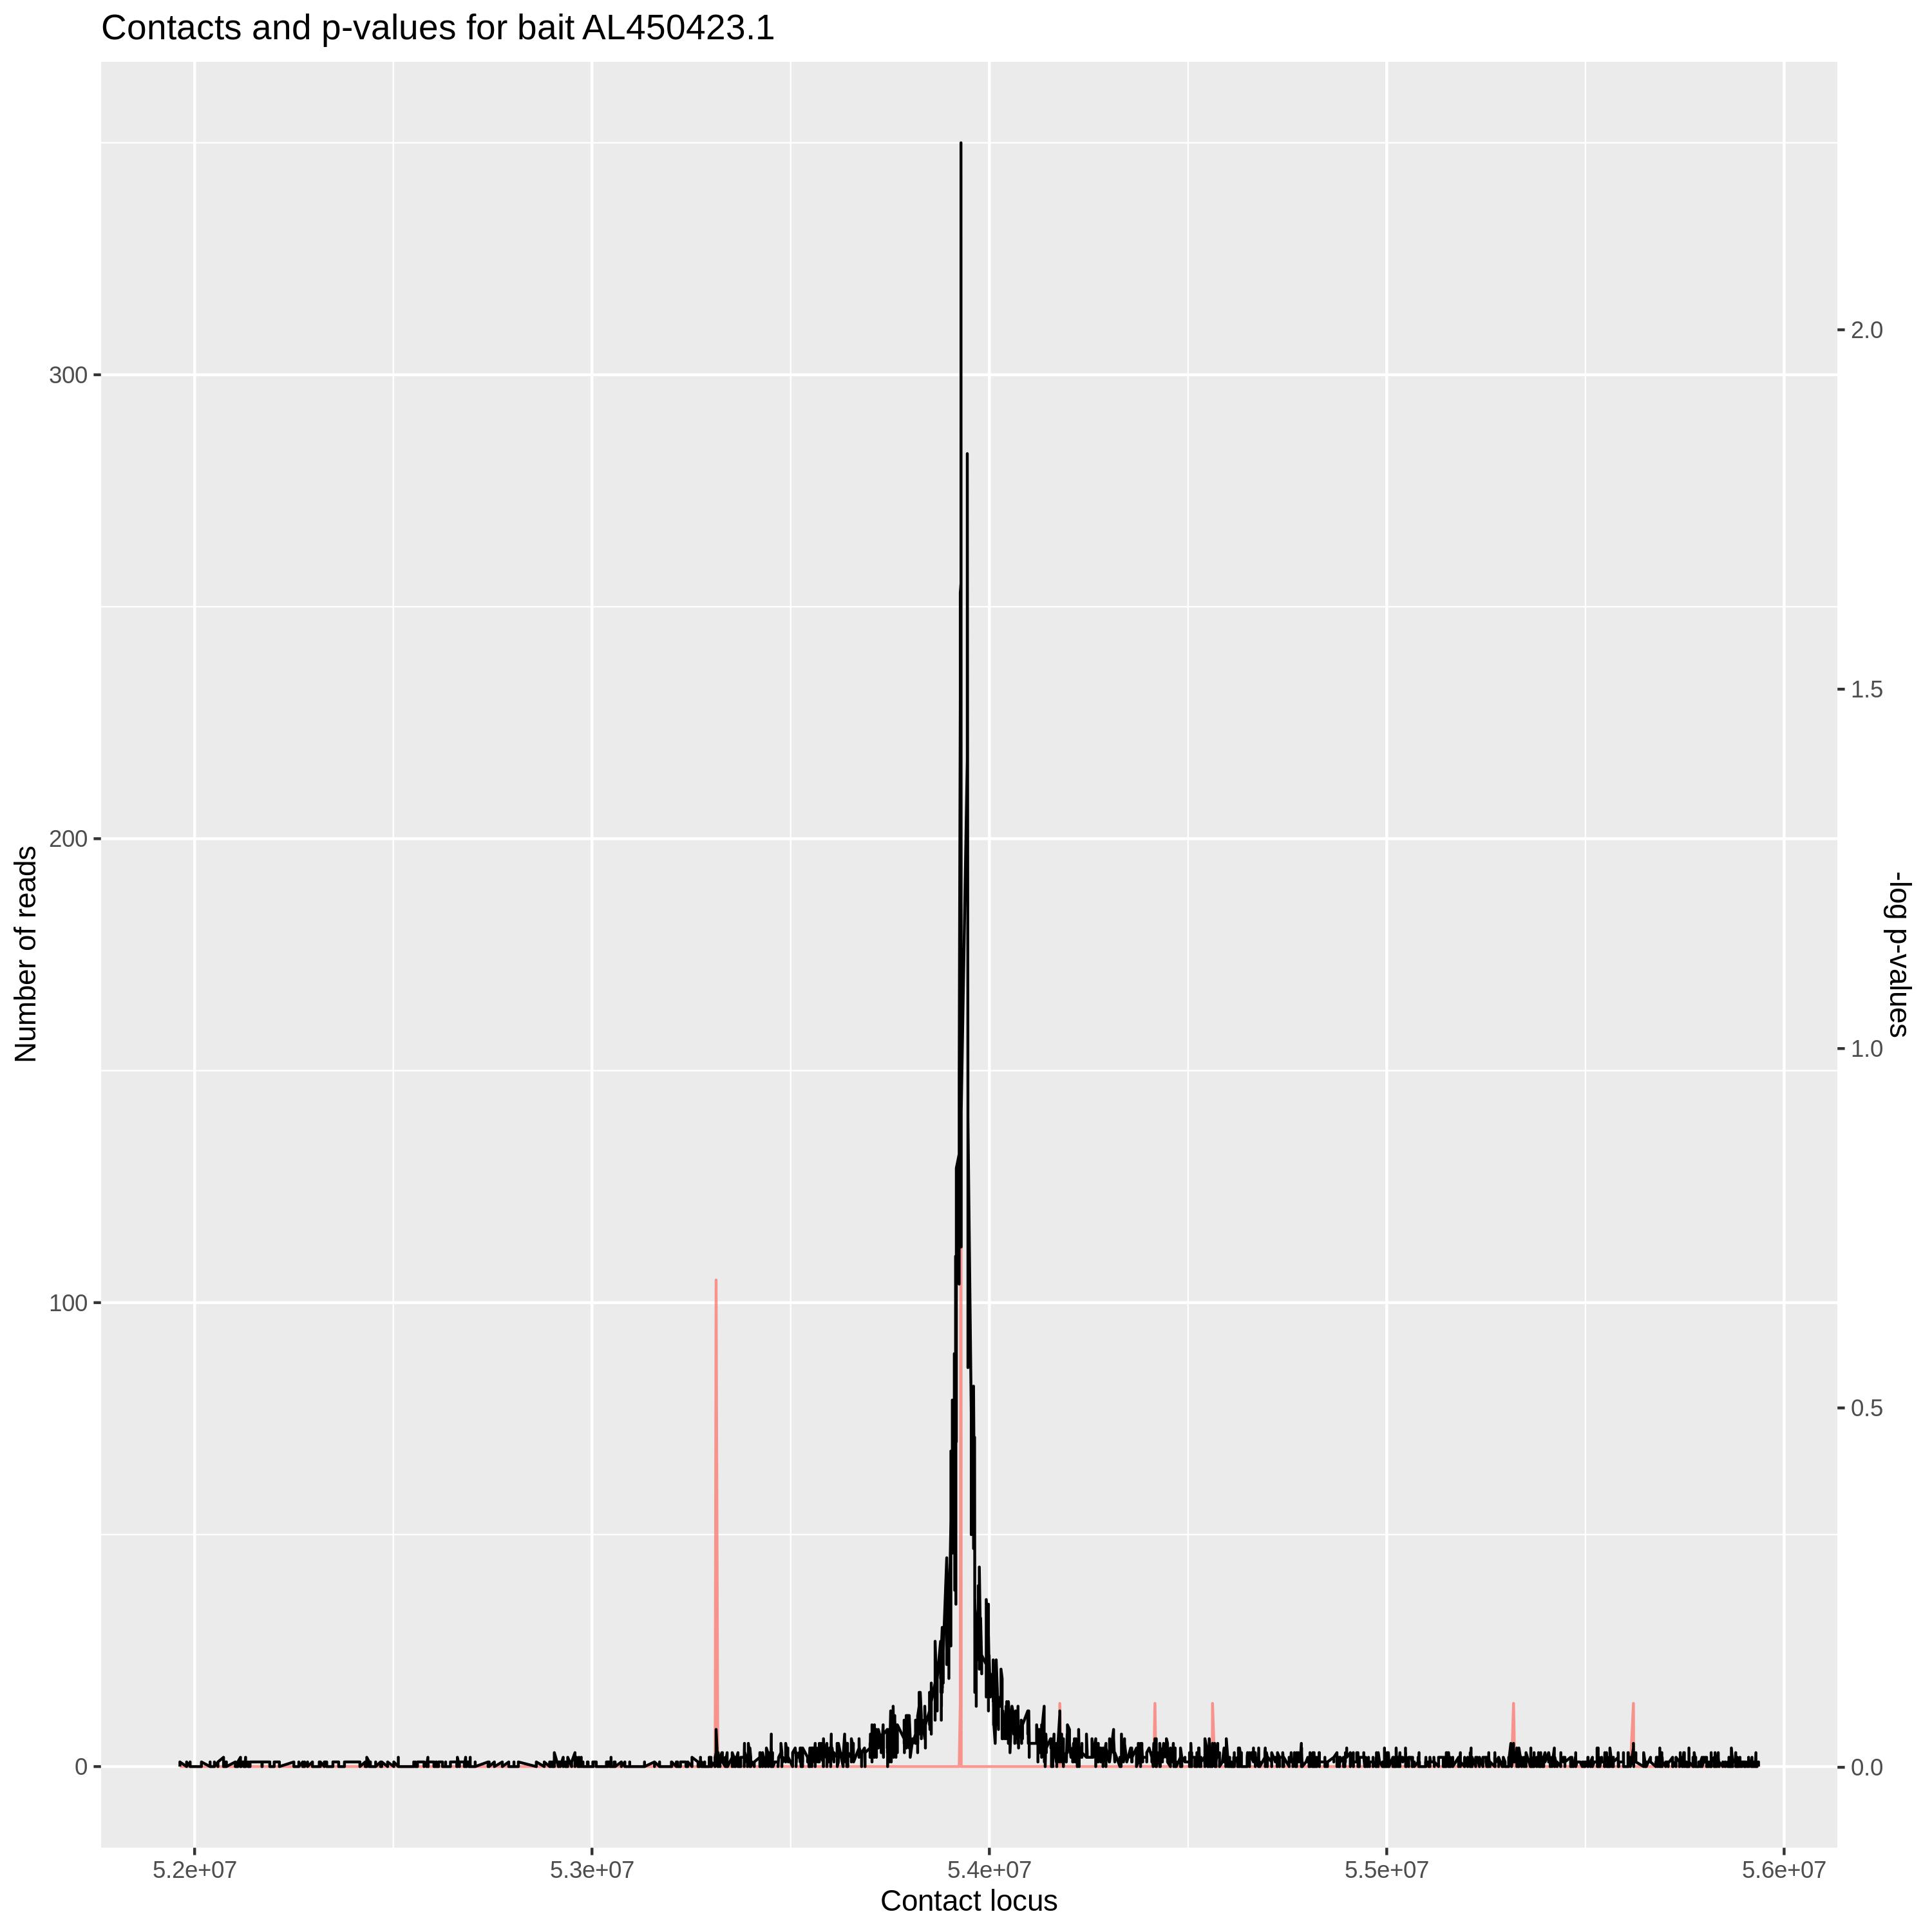 Contacts and p-values for bait AL450423.1
300
200
100
0
Number of reads
2.0
1.5
1.0
0.5
0.0
-log p-values
5.2e+07
5.3e+07
5.4e+07
5.5e+07
5.6e+07
Contact locus